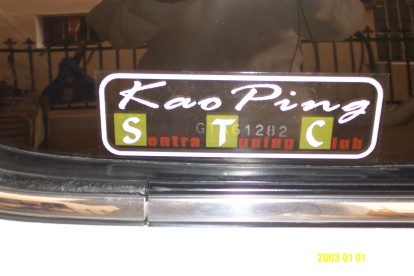 Kao Ping
Sentra Tuning Club
2003 01 01